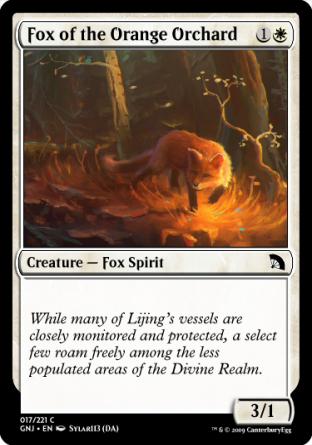 Fox of the Orange Orchard 1
Creature — Fox Spirit
While many of Lijing's vessels are
closely monitored and protected, a select
few roam freely among the less
populated areas of the Divine Realm.
3/1
017/221 C
GNJ • EN SYLAR113 (DA)
™ & © 2019 CanterburyEgg